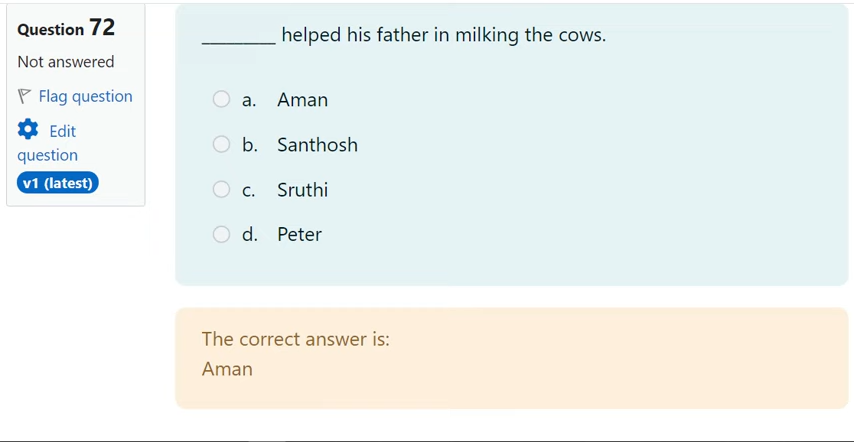 Question 72
Not answered
Flag question
Edit
question
v1 (latest)
_________ helped his father in milking the cows.
a. Aman
b. Santhosh
c. Sruthi
d. Peter
The correct answer is:
Aman